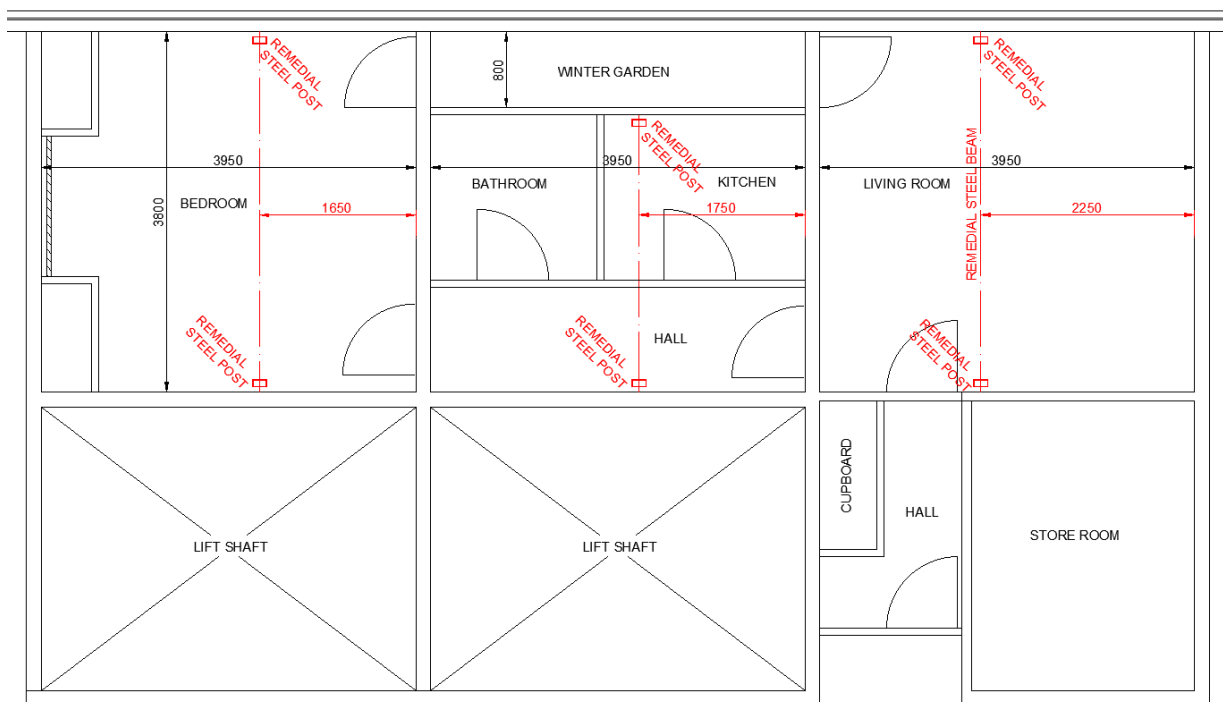 REMEDIAL
STEEL POST
800
WINTER GARDEN
REMEDIAL
STEEL POST
REMEDIAL
STEEL POST
3950
3950
3950
BEDROOM
3800
1650
BATHROOM
KITCHEN
1750
LIVING ROOM
REMEDIAL STEEL BEAM
2250
REMEDIAL
STEEL POST
REMEDIAL
STEEL POST
HALL
REMEDIAL
STEEL POST
LIFT SHAFT
LIFT SHAFT
CUPBOARD
HALL
STORE ROOM